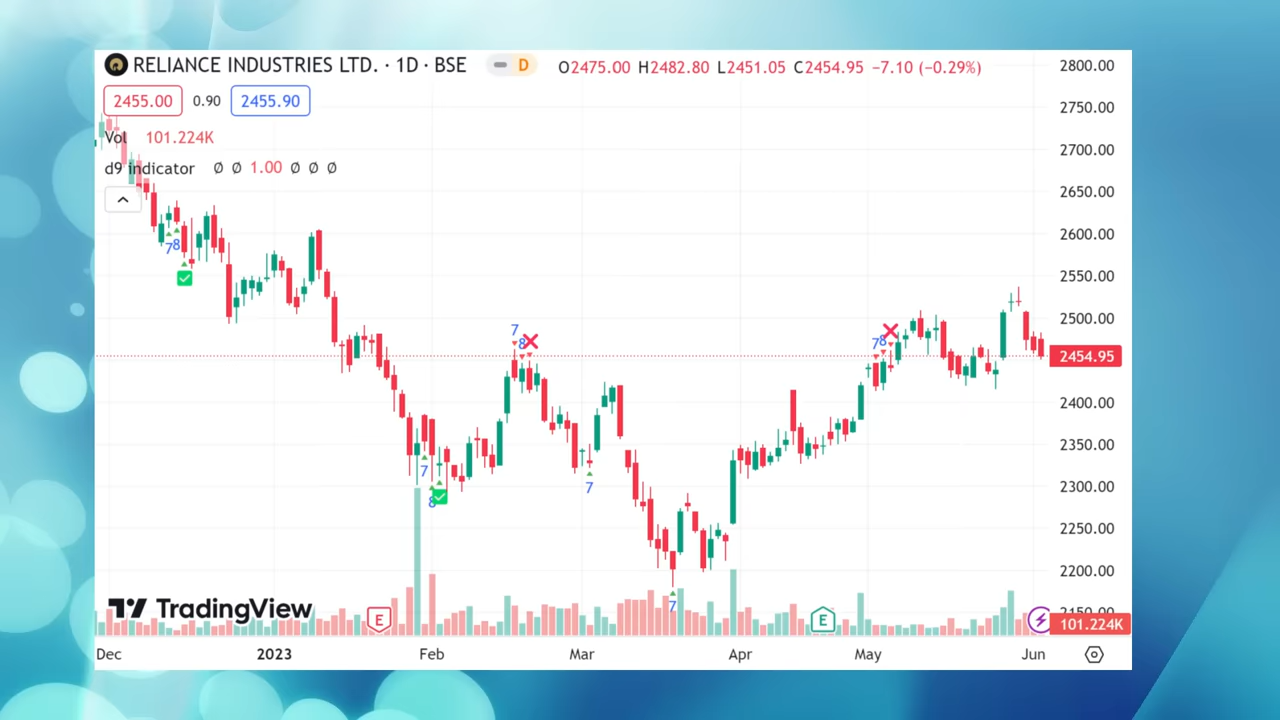 RELIANCE INDUSTRIES LTD. · 1D · BSE D O2475.00 H2482.80 L2451.05 C2454.95 −7.10 (−0.29%)
2455.00 0.90 2455.90
Vol 101.224K
d9 indicator Ø Ø 1.00 Ø Ø Ø
2800.00
2750.00
2700.00
2650.00
2600.00
2550.00
2500.00
2454.95
2400.00
2350.00
2300.00
2250.00
2200.00
2150.00
101.224K
78
7
8
7
8
7
7
78
TradingView
E
E
Dec 2023 Feb Mar Apr May Jun